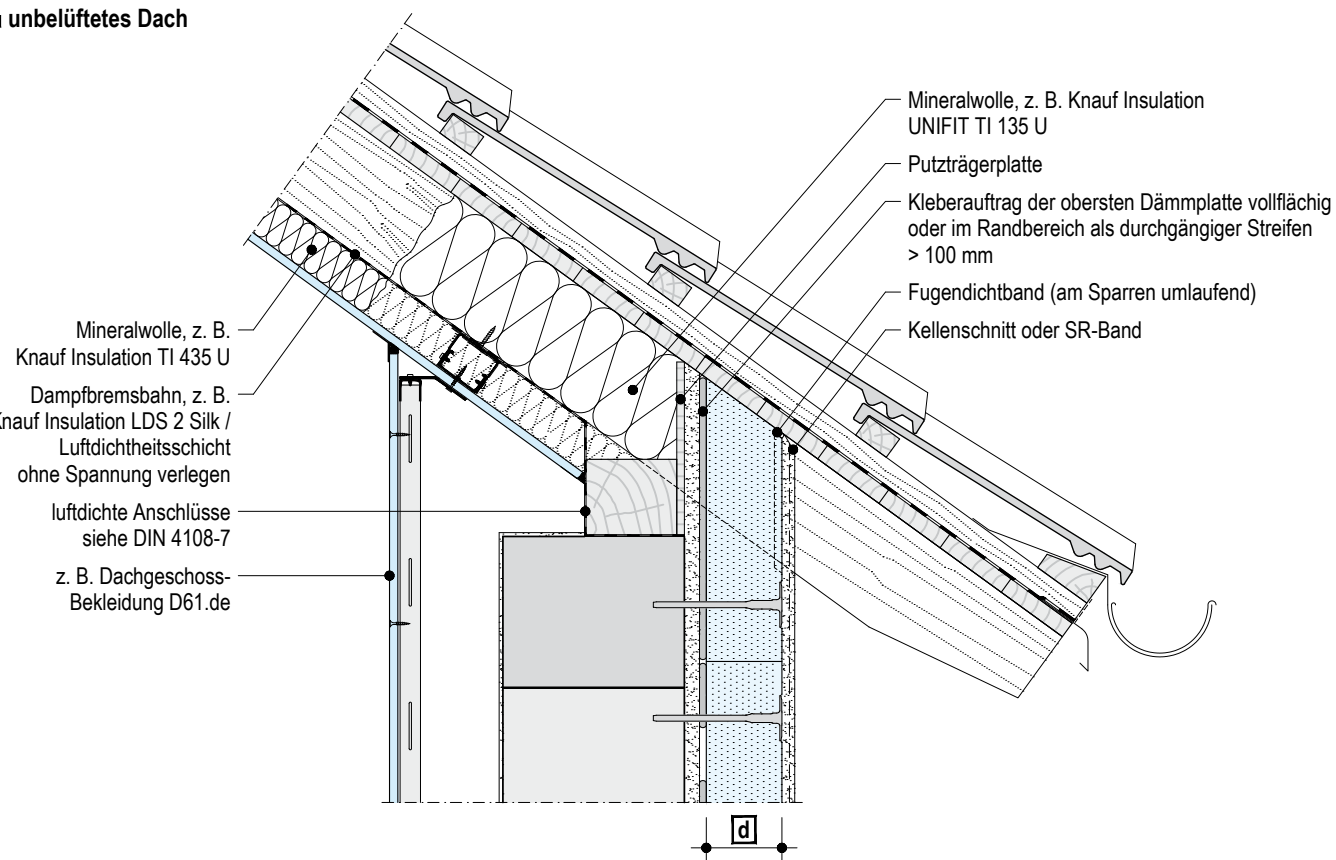 unbelüftetes Dach
Mineralwolle, z. B. Knauf Insulation
UNIFIT TI 135 U
Putzträgerplatte
Kleberauftrag der obersten Dämmplatte vollflächig
oder im Randbereich als durchgängiger Streifen
> 100 mm
Fugendichtband (am Sparren umlaufend)
Kellenschnitt oder SR-Band
Mineralwolle, z. B.
Knauf Insulation TI 435 U
Dampfbremsbahn, z. B.
Knauf Insulation LDS 2 Silk /
Luftdichtheitsschicht
ohne Spannung verlegen
luftdichte Anschlüsse
siehe DIN 4108-7
z. B. Dachgeschoss-
Bekleidung D61.de
d